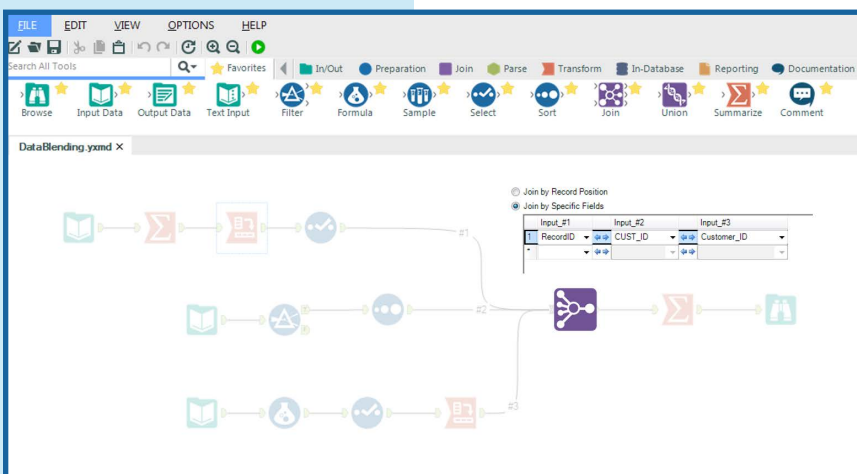 FILE EDIT VIEW OPTIONS HELP
Search All Tools
Favorites In/Out Preparation Join Parse Transform In-Database Reporting Documentation
Browse Input Data Output Data Text Input Filter Formula Sample Select Sort Join Union Summarize Comment
DataBlending.yxmd X
Join by Record Position
Join by Specific Fields
Input_#1 Input_#2 Input_#3
1 RecordID CUST_ID Customer_ID
*
#1
T
#2
F
#3